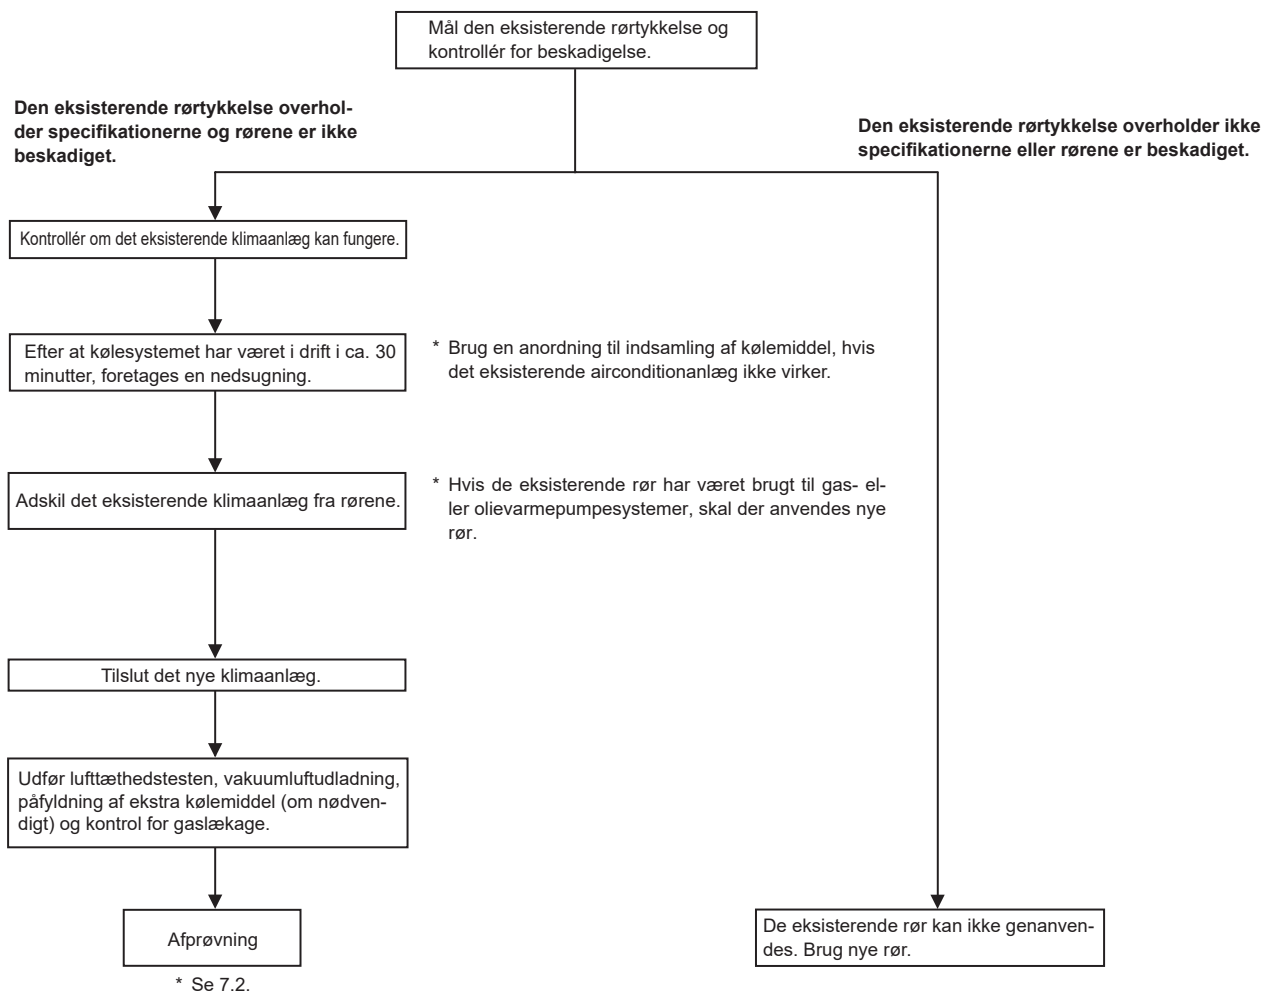 Mål den eksisterende rørtykkelse og
kontrollér for beskadigelse.
Den eksisterende rørtykkelse overhol-
der specifikationerne og rørene er ikke
beskadiget.
Den eksisterende rørtykkelse overholder ikke
specifikationerne eller rørene er beskadiget.
Kontrollér om det eksisterende klimaanlæg kan fungere.
Efter at kølesystemet har været i drift i ca. 30
minutter, foretages en nedsugning.
* Brug en anordning til indsamling af kølemiddel, hvis
det eksisterende airconditionanlæg ikke virker.
Adskil det eksisterende klimaanlæg fra rørene.
* Hvis de eksisterende rør har været brugt til gas- el-
ler olievarmepumpesystemer, skal der anvendes nye
rør.
Tilslut det nye klimaanlæg.
Udfør lufttæthedstesten, vakuumluftudladning,
påfyldning af ekstra kølemiddel (om nødven-
digt) og kontrol for gaslækage.
Afprøvning
* Se 7.2.
De eksisterende rør kan ikke genanven-
des. Brug nye rør.